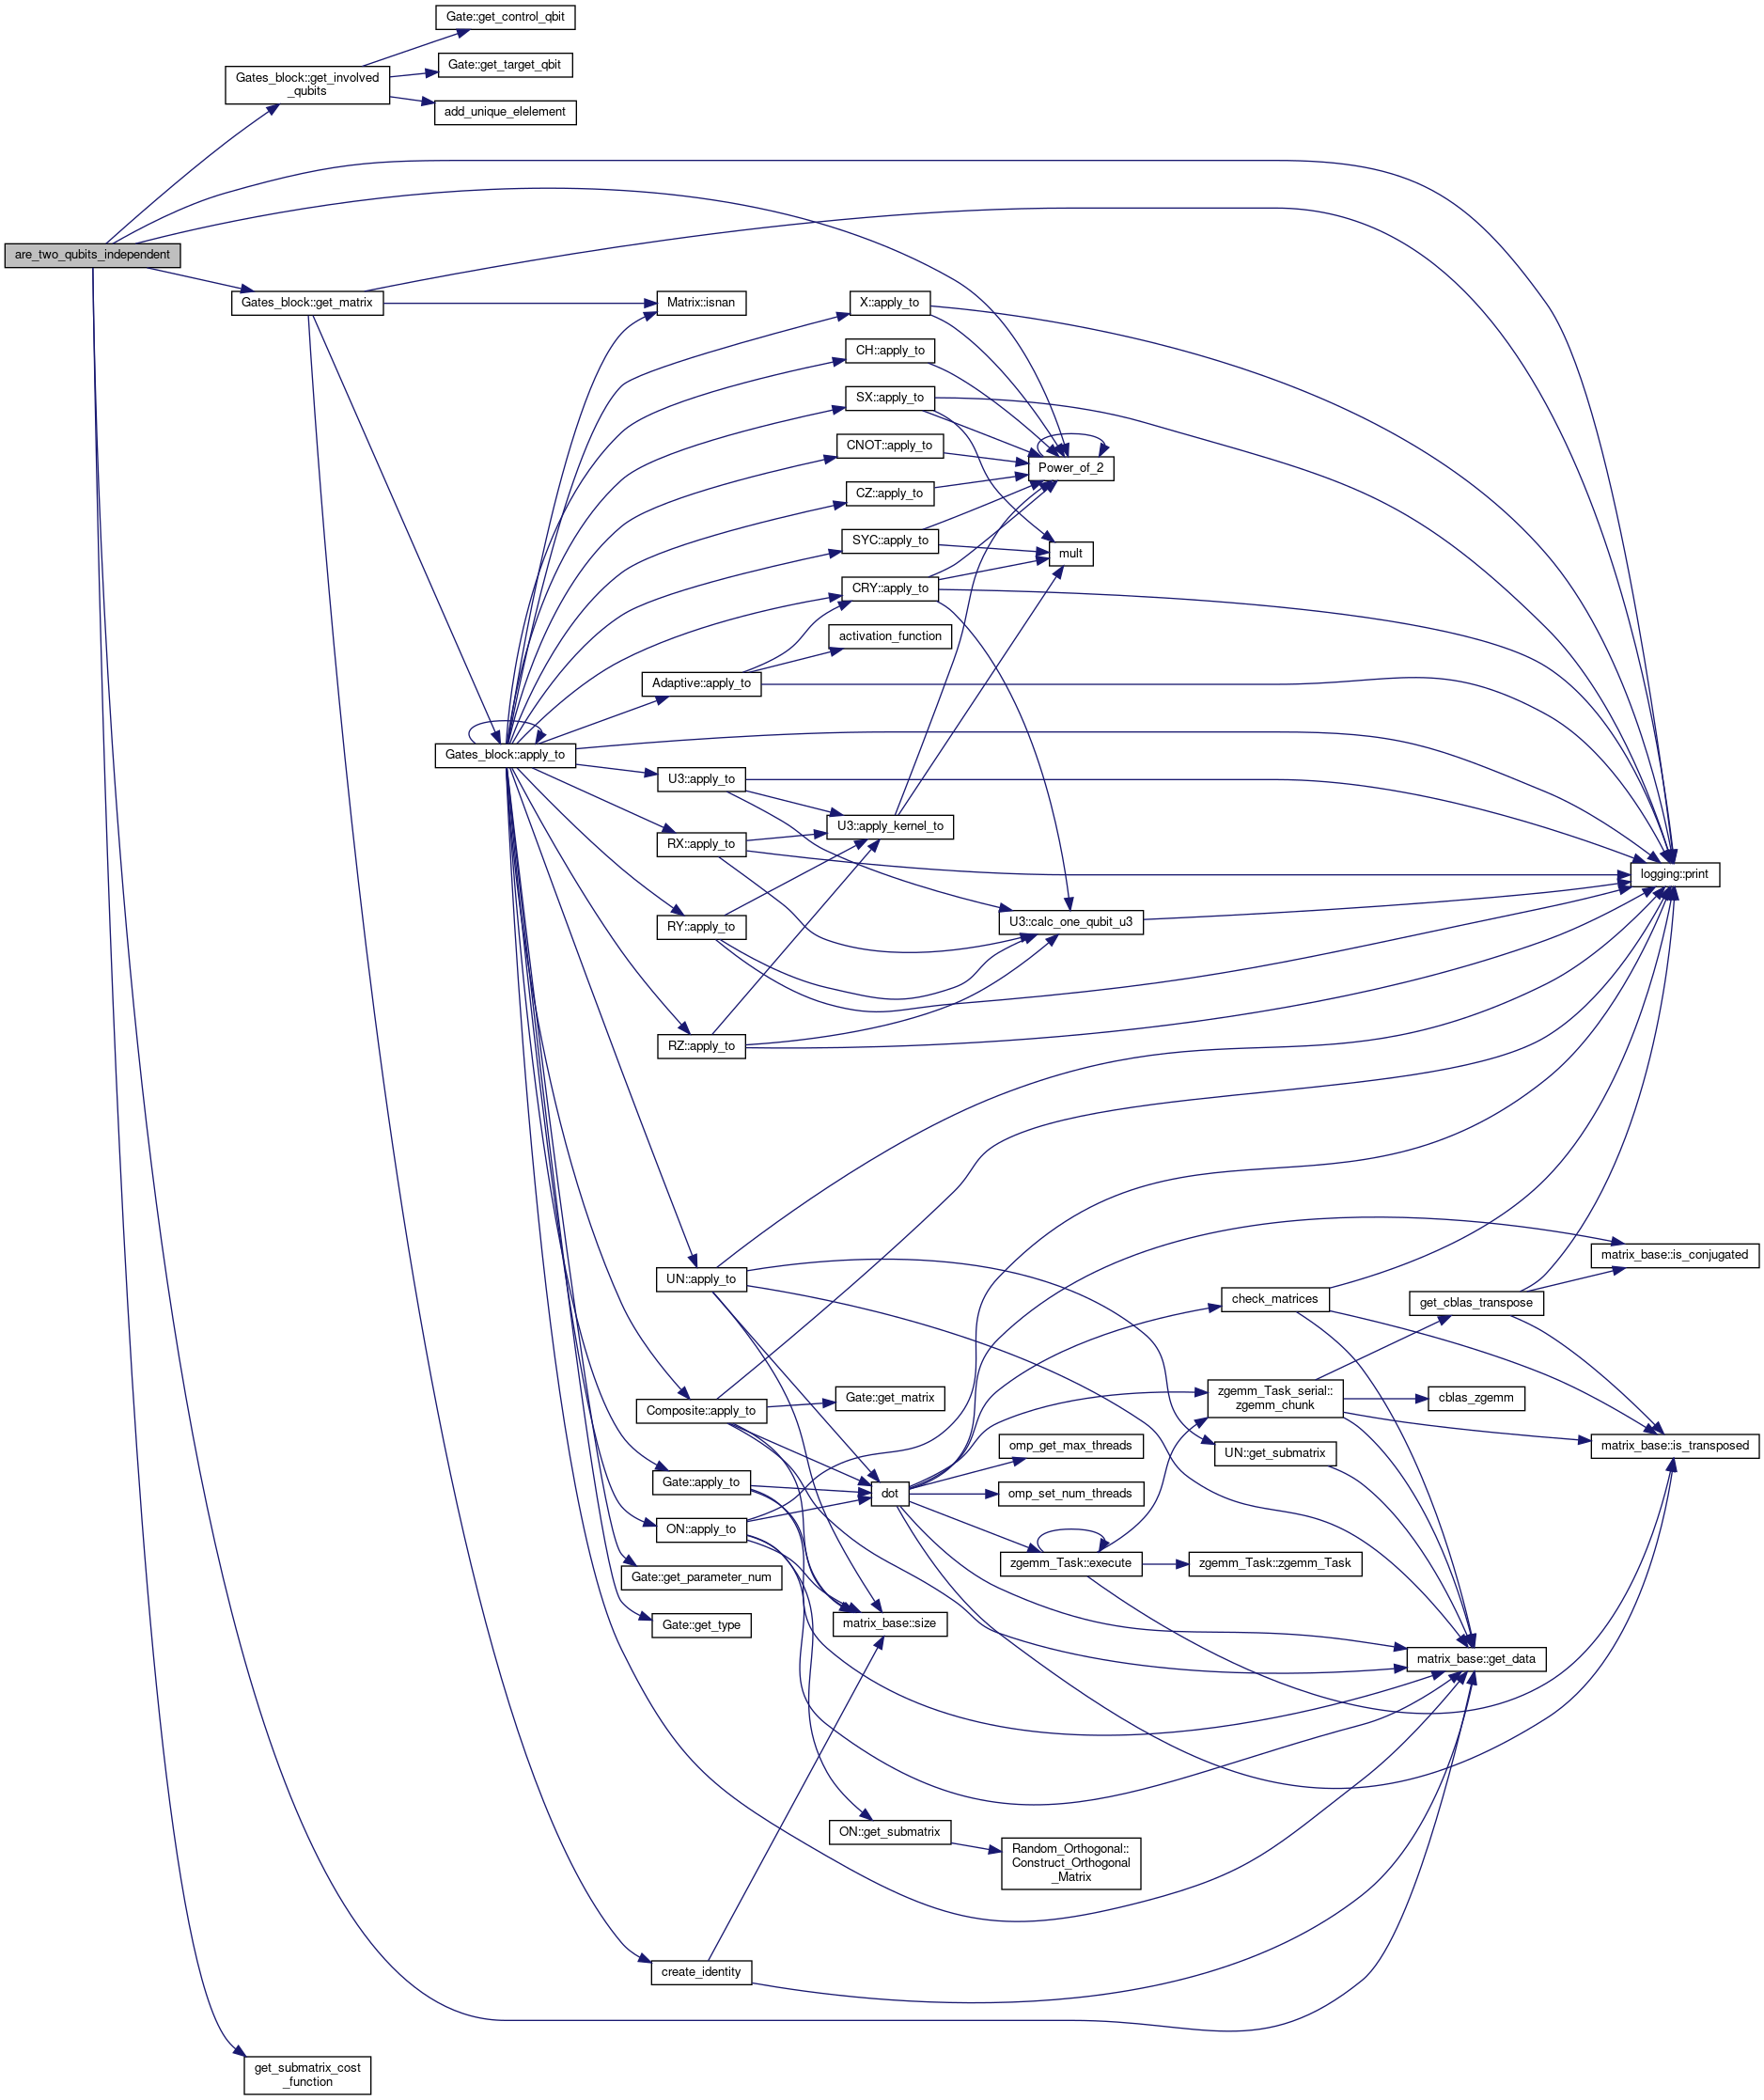 Gate::get_control_qbit
Gate::get_target_qbit
Gates_block::get_involved
_qubits
add_unique_elelement
are_two_qubits_independent
Gates_block::get_matrix
Matrix::isnan
X::apply_to
CH::apply_to
SX::apply_to
CNOT::apply_to
Power_of_2
CZ::apply_to
SYC::apply_to
mult
CRY::apply_to
activation_function
Adaptive::apply_to
Gates_block::apply_to
U3::apply_to
U3::apply_kernel_to
RX::apply_to
logging::print
RY::apply_to
U3::calc_one_qubit_u3
RZ::apply_to
matrix_base::is_conjugated
UN::apply_to
check_matrices
get_cblas_transpose
Gate::get_matrix
zgemm_Task_serial::
zgemm_chunk
cblas_zgemm
Composite::apply_to
omp_get_max_threads
matrix_base::is_transposed
UN::get_submatrix
Gate::apply_to
dot
omp_set_num_threads
ON::apply_to
zgemm_Task::execute
zgemm_Task::zgemm_Task
Gate::get_parameter_num
Gate::get_type
matrix_base::size
matrix_base::get_data
ON::get_submatrix
Random_Orthogonal::
Construct_Orthogonal
_Matrix
create_identity
get_submatrix_cost
_function